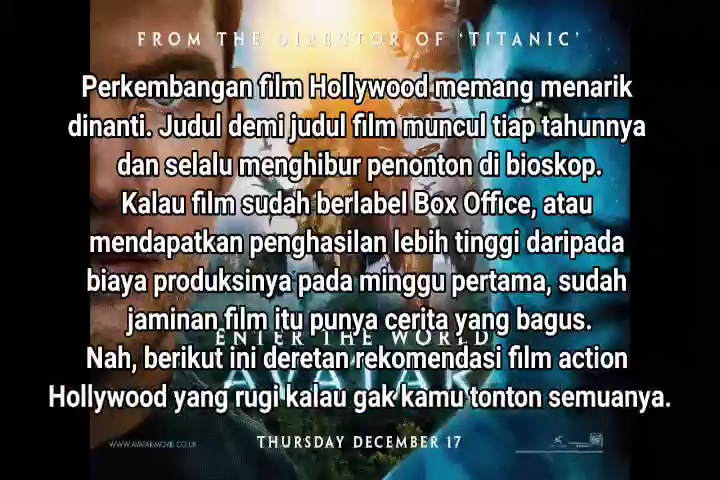 FROM THE DIRECTOR OF 'TITANIC'
Perkembangan film Hollywood memang menarik
dinanti. Judul demi judul film muncul tiap tahunnya
dan selalu menghibur penonton di bioskop.
Kalau film sudah berlabel Box Office, atau
mendapatkan penghasilan lebih tinggi daripada
biaya produksinya pada minggu pertama, sudah
jaminan film itu punya cerita yang bagus.
ENTER THE WORLD
Nah, berikut ini deretan rekomendasi film action
AVATAR
Hollywood yang rugi kalau gak kamu tonton semuanya.
WWW.AVATAR-MOVIE.CO.UK
THURSDAY DECEMBER 17